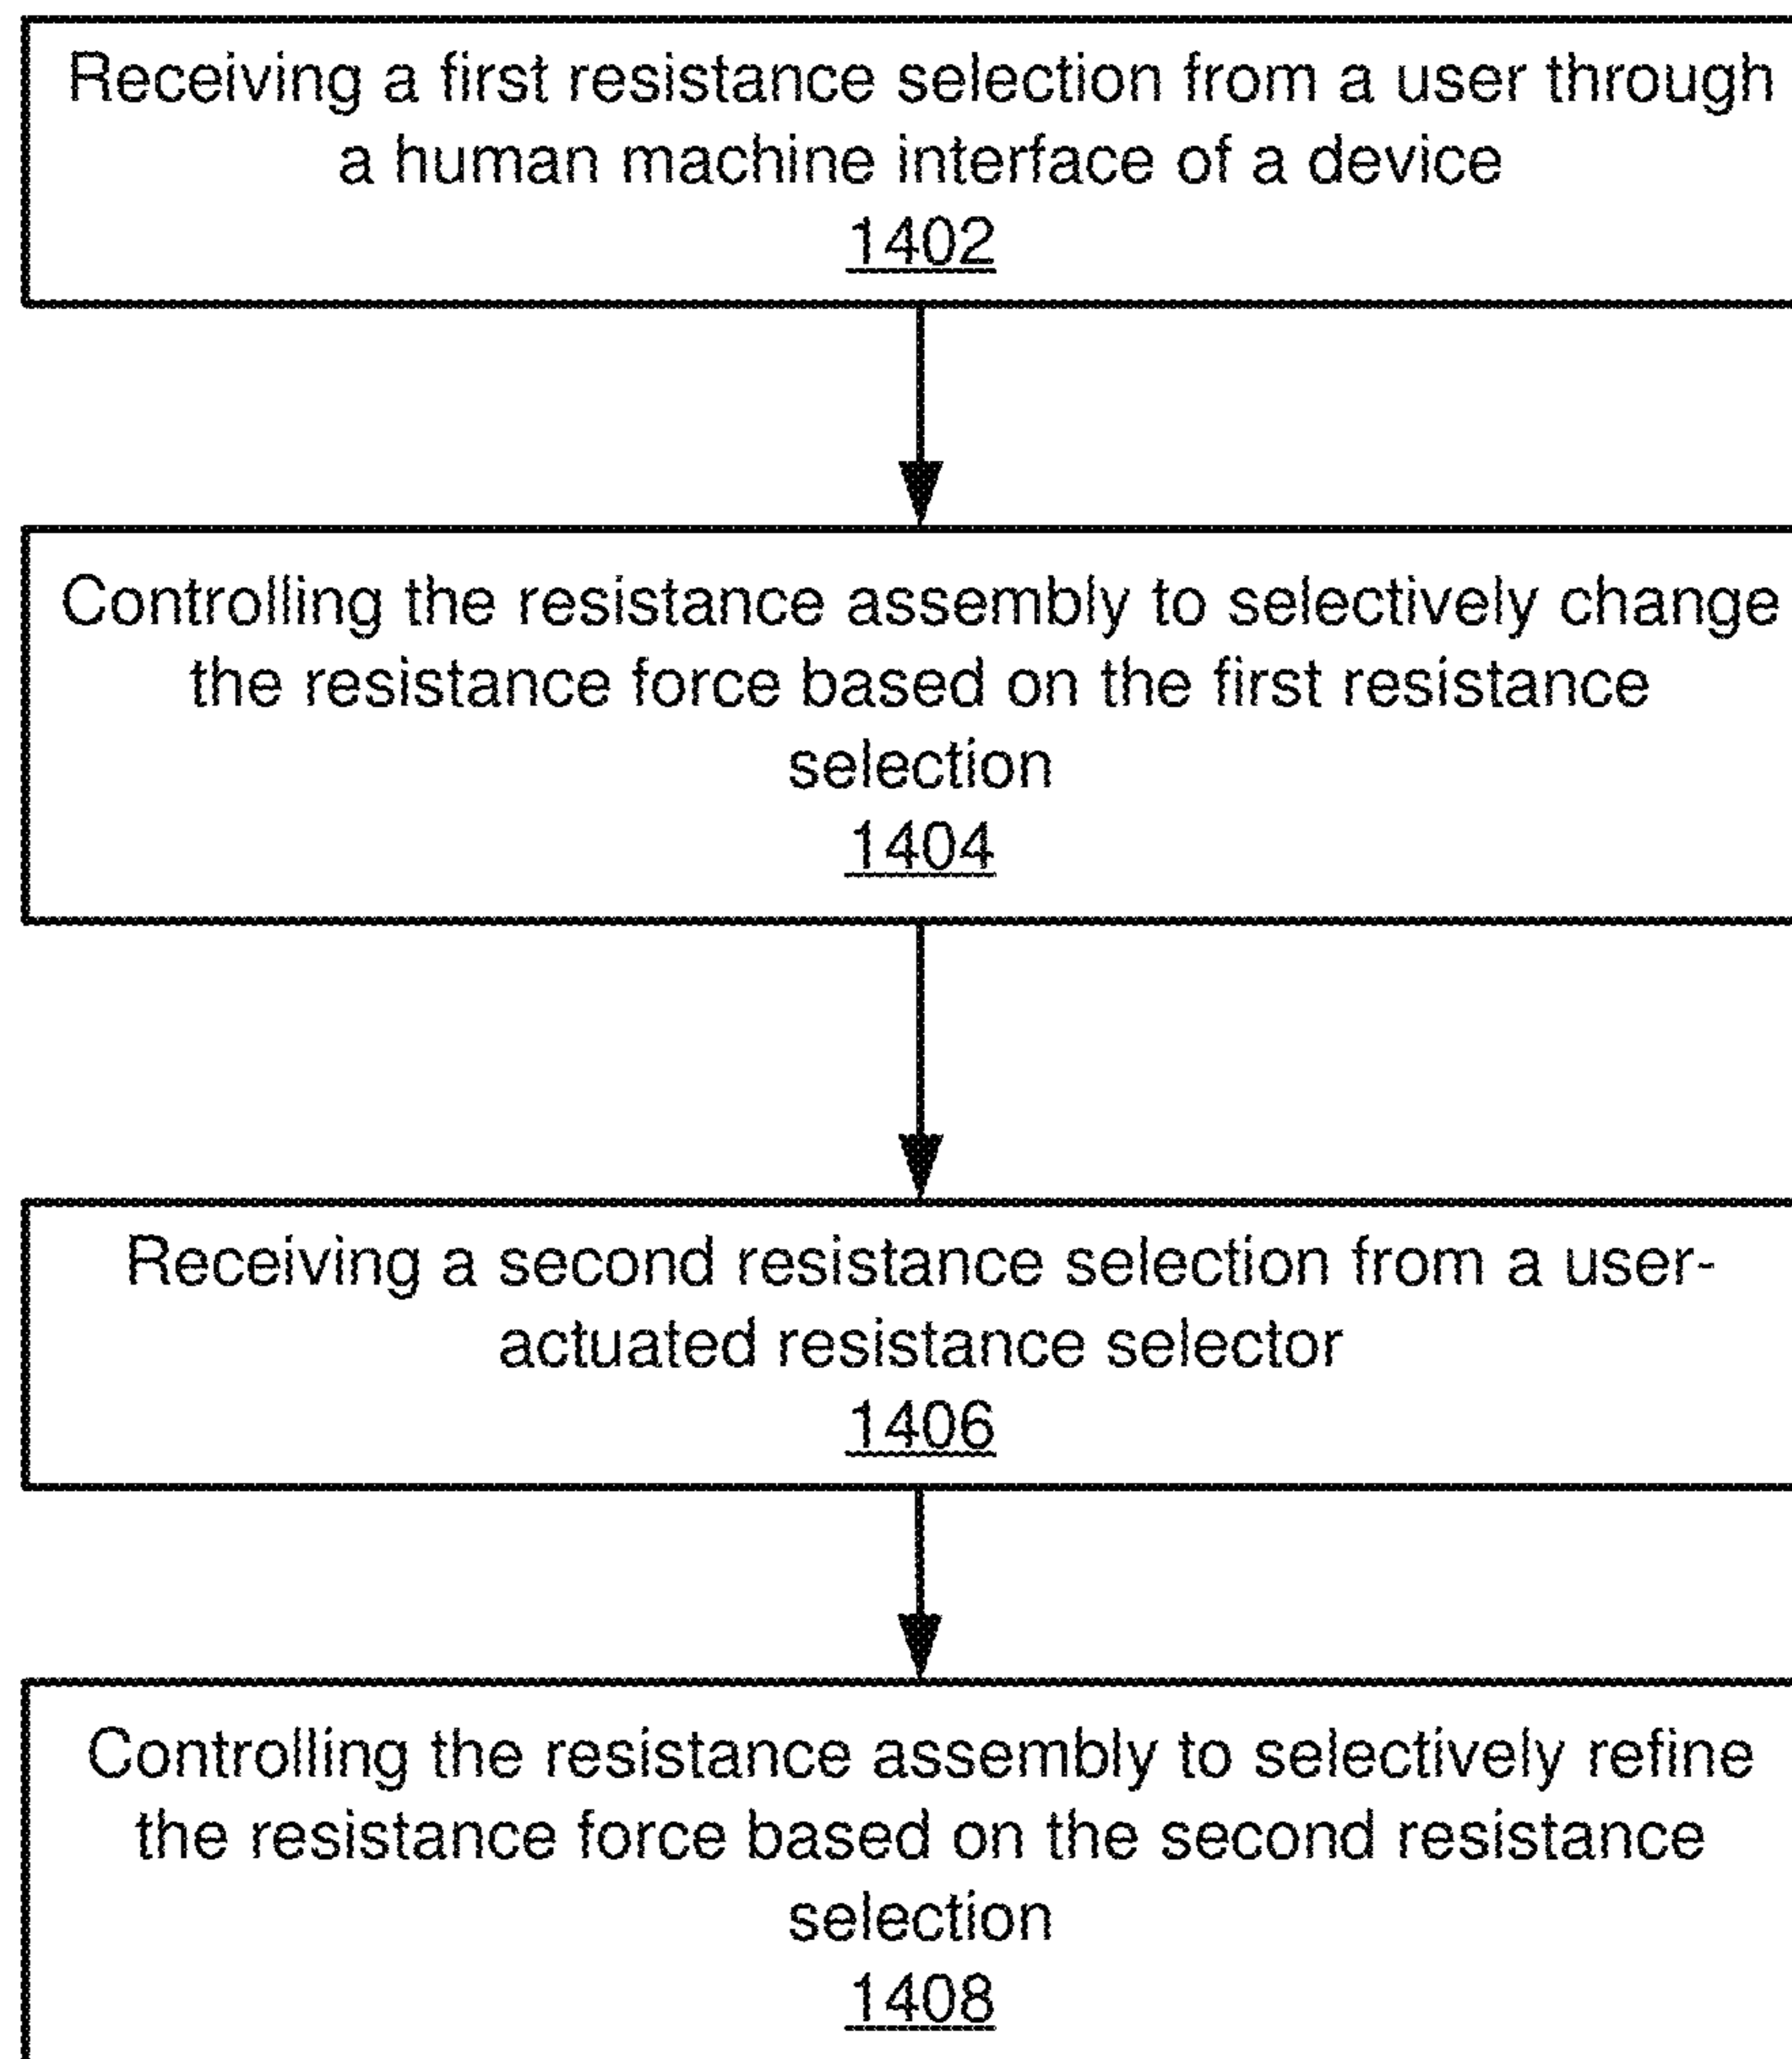 Receiving a first resistance selection from a user through
a human machine interface of a device
1402
Controlling the resistance assembly to selectively change
the resistance force based on the first resistance
selection
1404
Receiving a second resistance selection from a user-
actuated resistance selector
1406
Controlling the resistance assembly to selectively refine
the resistance force based on the second resistance
selection
1408